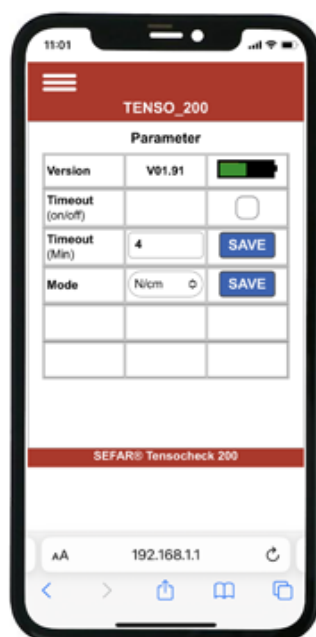 11:01
TENSO_200
Parameter
Version V01.91
Timeout
(on/off)
Timeout
(Min) 4 SAVE
Mode N/cm SAVE
SEFAR® Tensocheck 200
AA 192.168.1.1